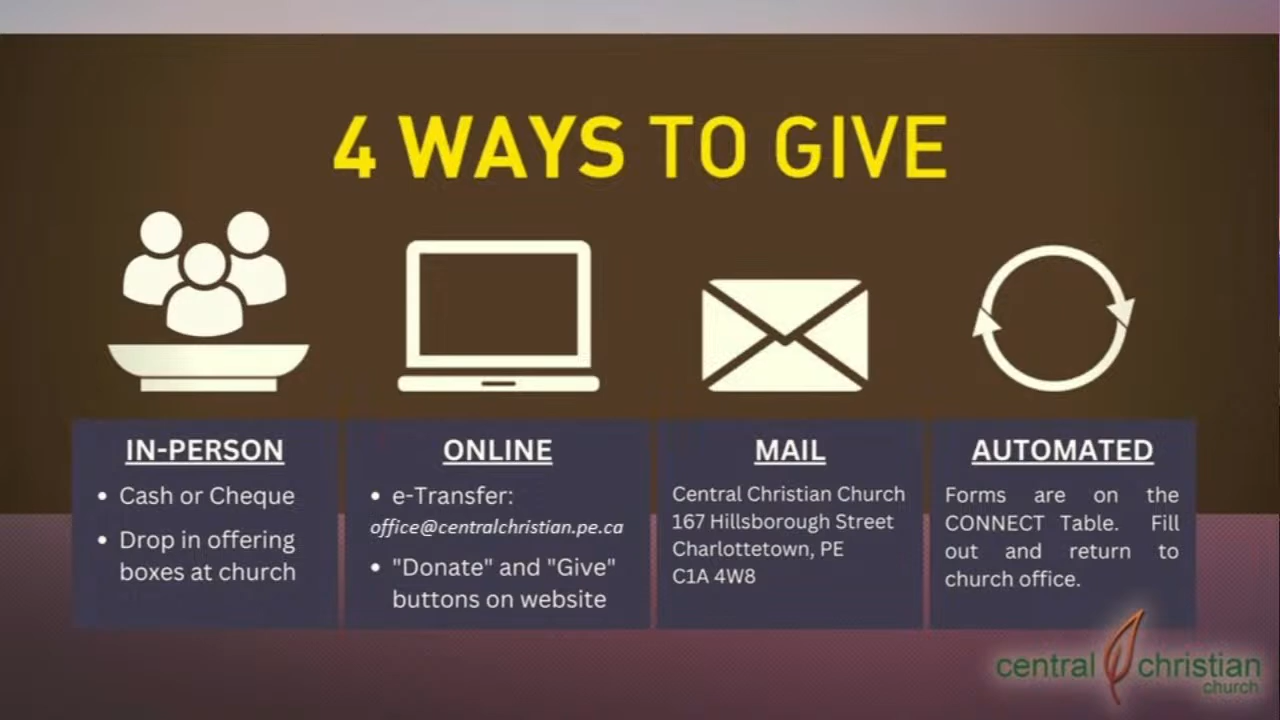 4 WAYS TO GIVE
IN-PERSON
• Cash or Cheque
• Drop in offering
boxes at church
ONLINE
• e-Transfer:
office@centralchristian.pe.ca
• "Donate" and "Give"
buttons on website
MAIL
Central Christian Church
167 Hillsborough Street
Charlottetown, PE
C1A 4W8
AUTOMATED
Forms are on the
CONNECT Table. Fill
out and return to
church office.
central christian
church